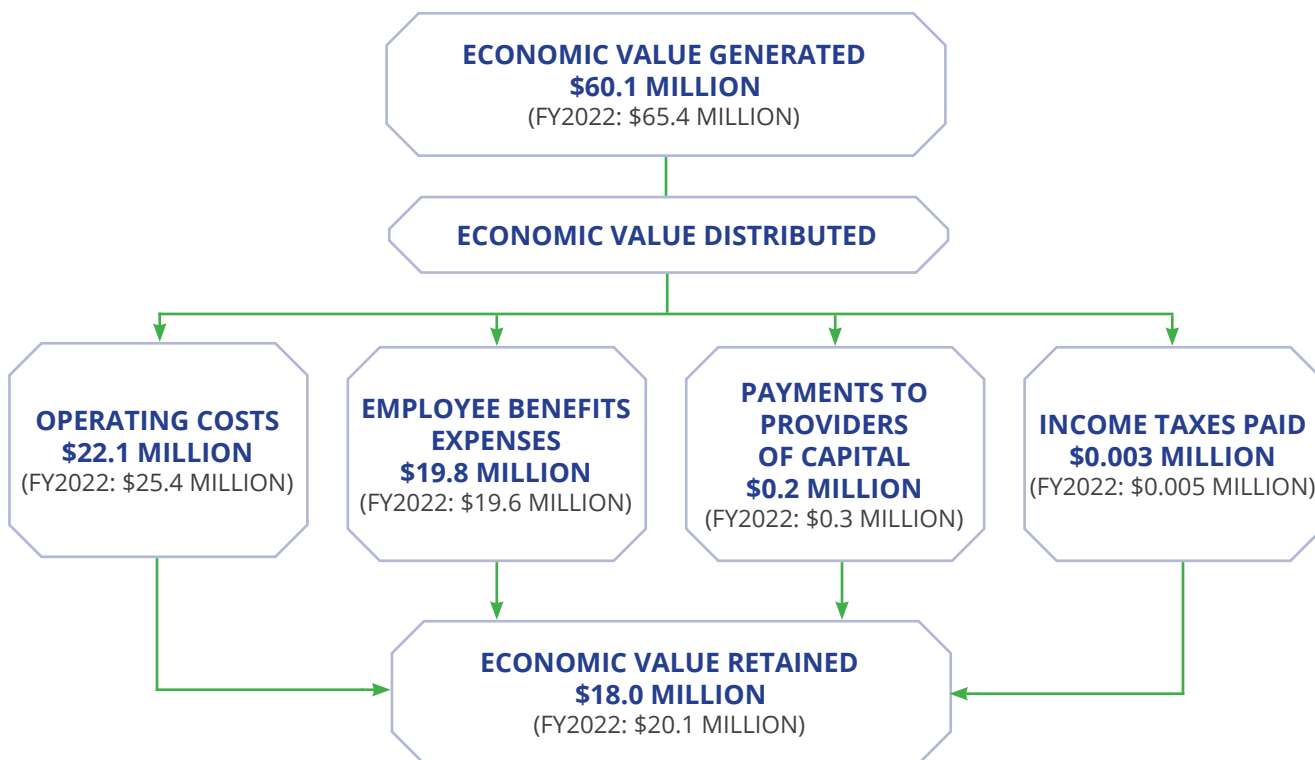 ECONOMIC VALUE GENERATED
$60.1 MILLION
(FY2022: $65.4 MILLION)
ECONOMIC VALUE DISTRIBUTED
OPERATING COSTS
$22.1 MILLION
(FY2022: $25.4 MILLION)
EMPLOYEE BENEFITS
EXPENSES
$19.8 MILLION
(FY2022: $19.6 MILLION)
PAYMENTS TO
PROVIDERS
OF CAPITAL
$0.2 MILLION
(FY2022: $0.3 MILLION)
INCOME TAXES PAID
$0.003 MILLION
(FY2022: $0.005 MILLION)
ECONOMIC VALUE RETAINED
$18.0 MILLION
(FY2022: $20.1 MILLION)